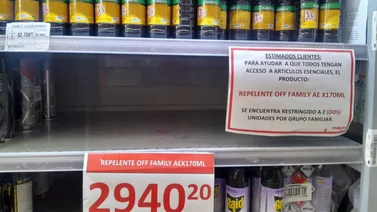 ESTIMADOS CLIENTES:
PARA AYUDAR A QUE TODOS TENGAN
ACCESO A ARTICULOS ESENCIALES, EL
PRODUCTO:
REPELENTE OFF FAMILY AE X170ML
SE ENCUENTRA RESTRINGIDO A 2 (DOS)
UNIDADES POR GRUPO FAMILIAR.
REPELENTE OFF FAMILY AEX170ML
2940 20
Raid